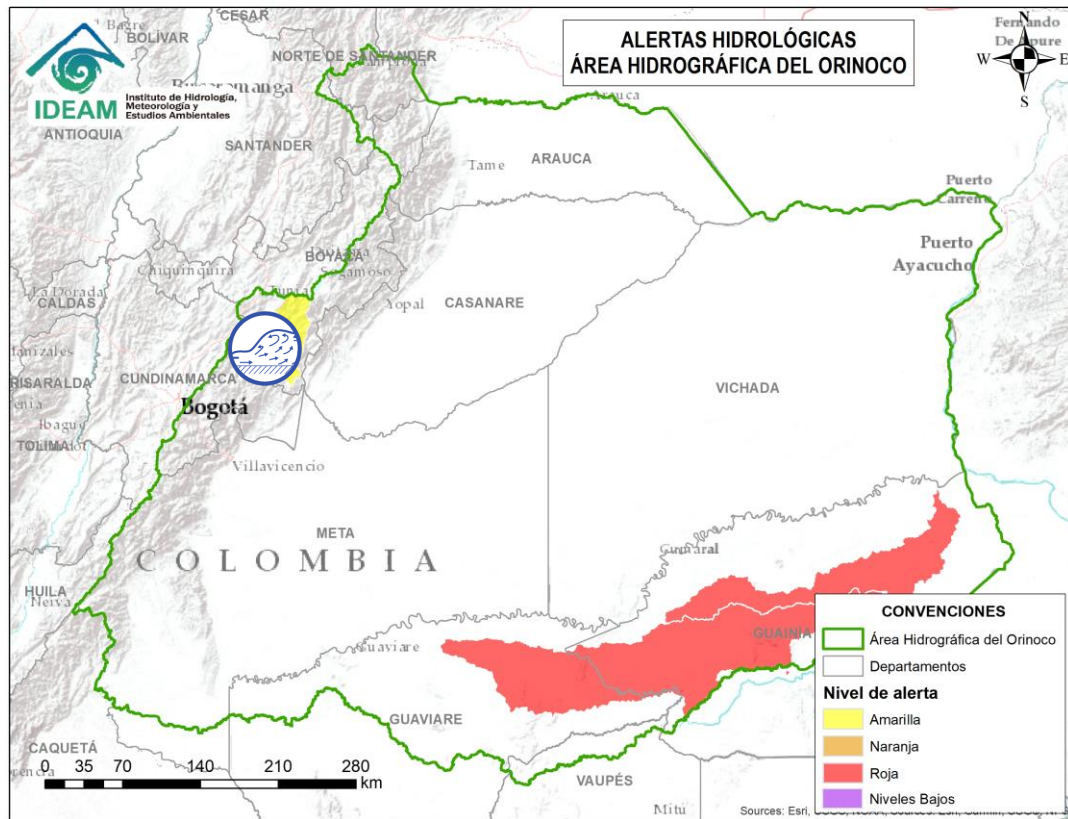 ALERTAS HIDROLÓGICAS
ÁREA HIDROGRÁFICA DEL ORINOCO
IDEAM
Instituto de Hidrología,
Meteorología y
Estudios Ambientales
N
W
E
S
CESAR
BOLÍVAR
NORTE DE SANTANDER
Fernando
De Apure
ANTIOQUIA
SANTANDER
Arauca
ARAUCA
Tame
Puerto
Carreño
Puerto
Ayacucho
BOYACÁ
Sogamoso
Chiquinquira
Tunja
La Dorada
CALDAS
Yopal
CASANARE
RISARALDA
CUNDINAMARCA
VICHADA
Bogotá
Ibague
TOLIMA
Villavicencio
META
COLOMBIA
Cumaral
HUILA
Neiva
Guaviare
GUAINÍA
GUAVIARE
CAQUETÁ
VAUPÉS
Mitú
0 35 70 140 210 280
km
CONVENCIONES
Área Hidrográfica del Orinoco
Departamentos
Nivel de alerta
Amarilla
Naranja
Roja
Niveles Bajos
Sources: Esri,